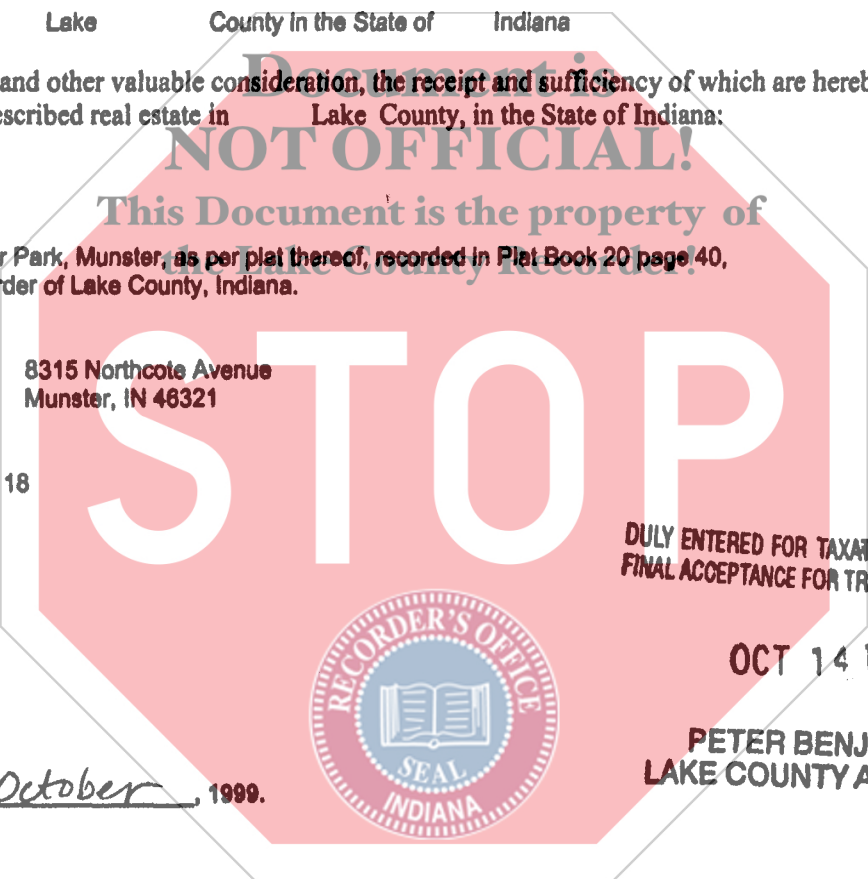 Lake County in the State of Indiana
Document is
and other valuable consideration, the receipt and sufficiency of which are hereb
escribed real estate in Lake County, in the State of Indiana:
NOT OFFICIAL!
This Document is the property of
r Park, Munster, as per plat thereof, recorded in Plat Book 20 page 40,
the Lake County Recorder!
rder of Lake County, Indiana.
STOP
8315 Northcote Avenue
Munster, IN 46321
18
DULY ENTERED FOR TAXAT
FINAL ACCEPTANCE FOR TR
RECORDER'S OFFICE
OCT 14
SEAL
INDIANA
PETER BENJ
LAKE COUNTY A
October, 1999.